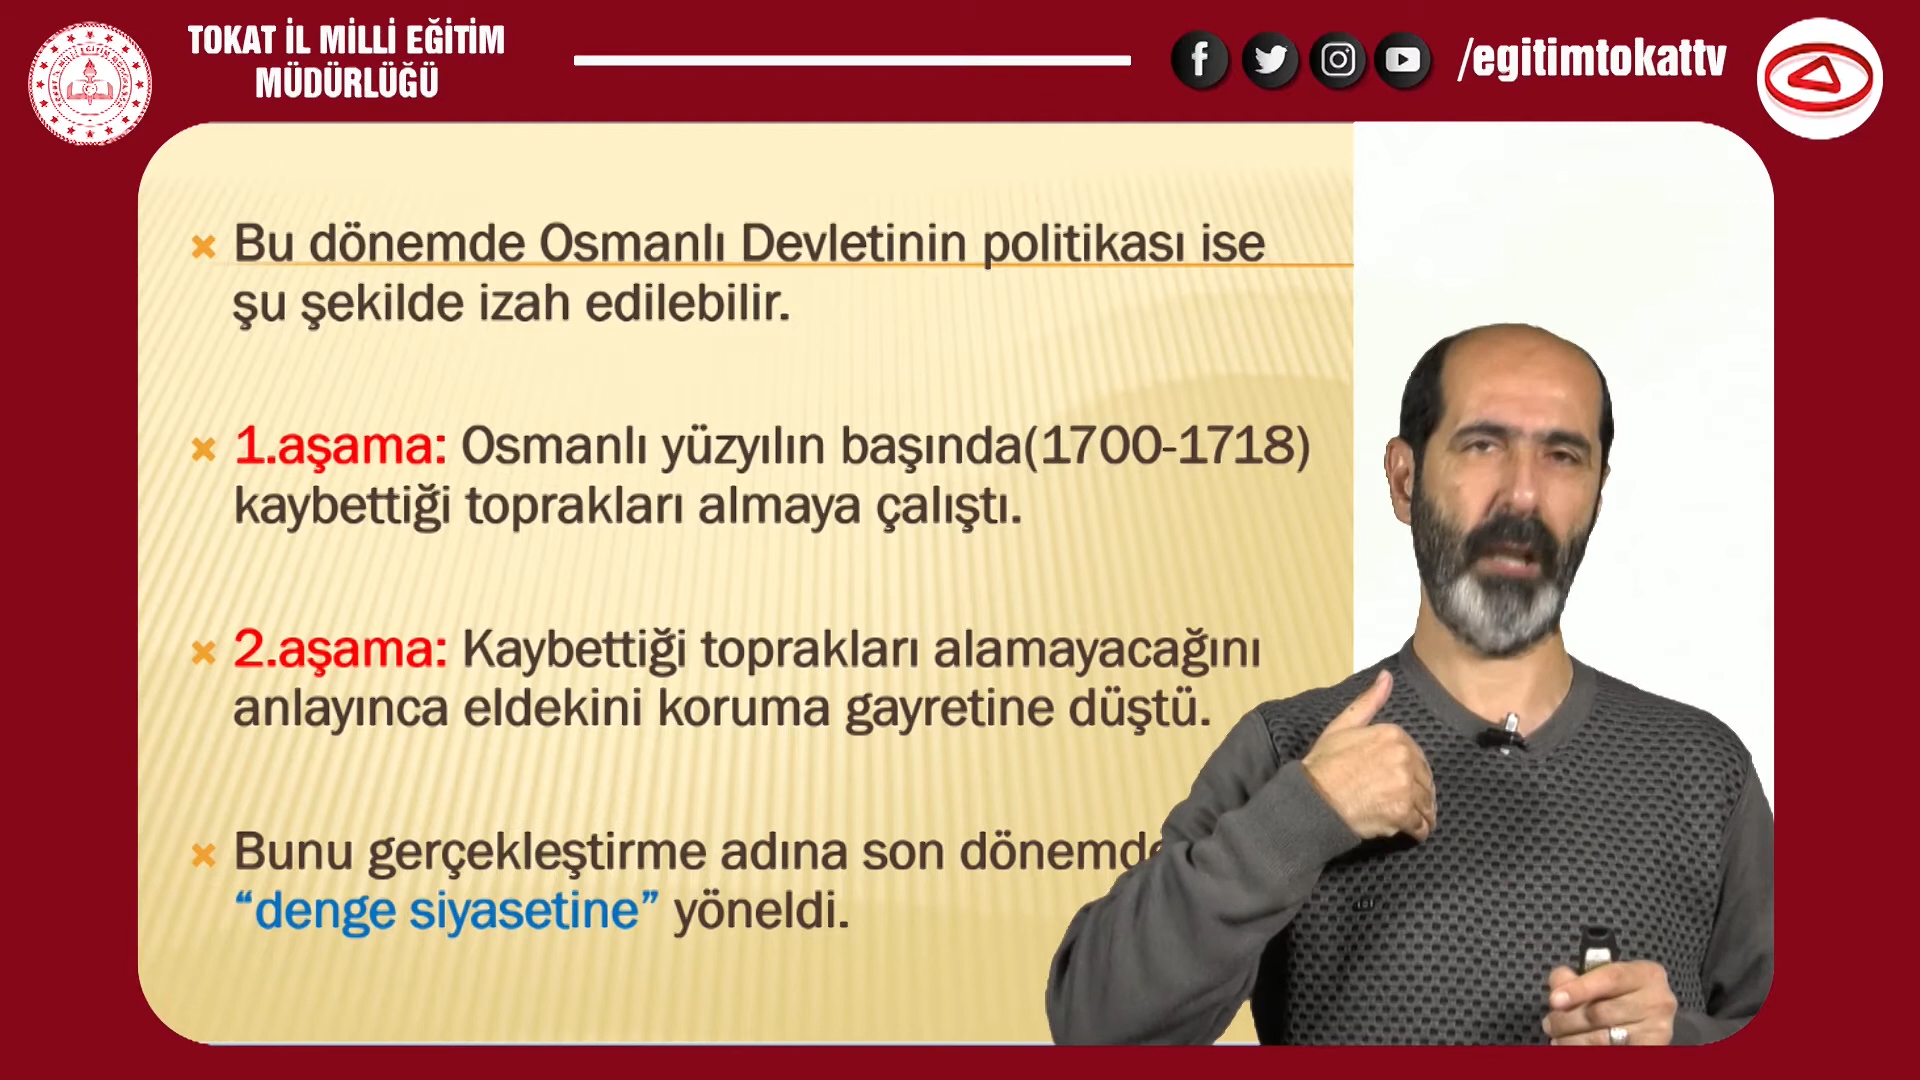 TOKAT İL MİLLİ EĞİTİM
MÜDÜRLÜĞÜ
/egitimtokattv
Bu dönemde Osmanlı Devletinin politikası ise
şu şekilde izah edilebilir.
1.aşama: Osmanlı yüzyılın başında(1700-1718)
kaybettiği toprakları almaya çalıştı.
2.aşama: Kaybettiği toprakları alamayacağını
anlayınca eldekini koruma gayretine düştü.
Bunu gerçekleştirme adına son dönemde
“denge siyasetine” yöneldi.